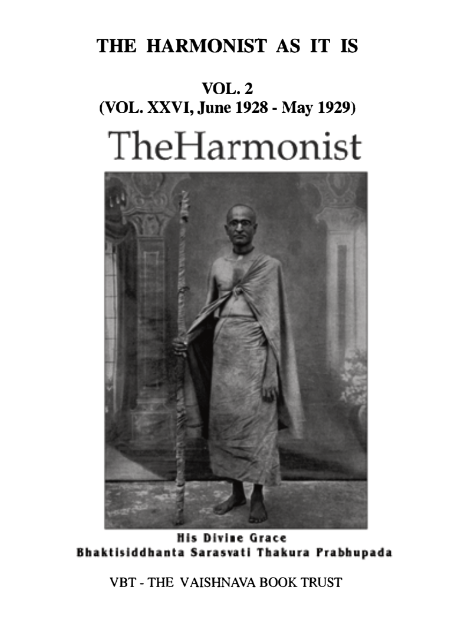 THE HARMONIST AS IT IS
VOL. 2
(VOL. XXVI, June 1928 - May 1929)
TheHarmonist
His Divine Grace
Bhaktisiddhanta Sarasvati Thakura Prabhupada
VBT - THE VAISHNAVA BOOK TRUST